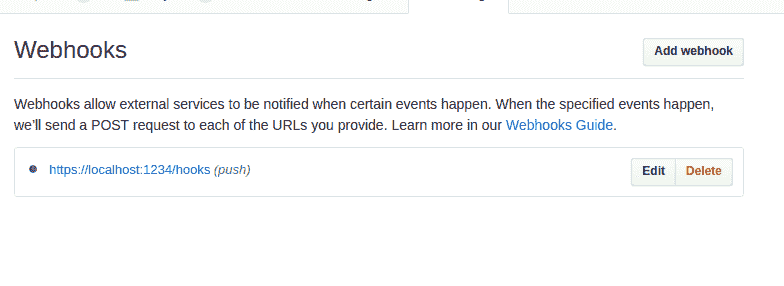 Webhooks
Add webhook
Webhooks allow external services to be notified when certain events happen. When the specified events happen,
we'll send a POST request to each of the URLs you provide. Learn more in our Webhooks Guide.
https://localhost:1234/hooks (push)
Edit
Delete